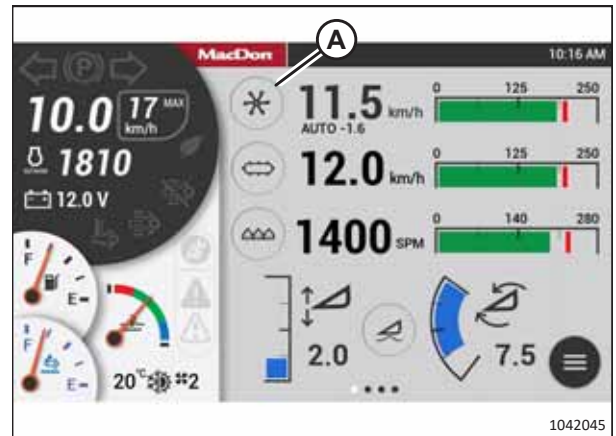 A
MacDon
10:16 AM
P
10.0
17 MAX
km/h
1810
12.0 V
F
E
F
E
20°C
2
11.5 km/h
AUTO -1.6
0 125 250
12.0 km/h
0 125 250
1400 SPM
0 140 280
2.0
7.5
1042045